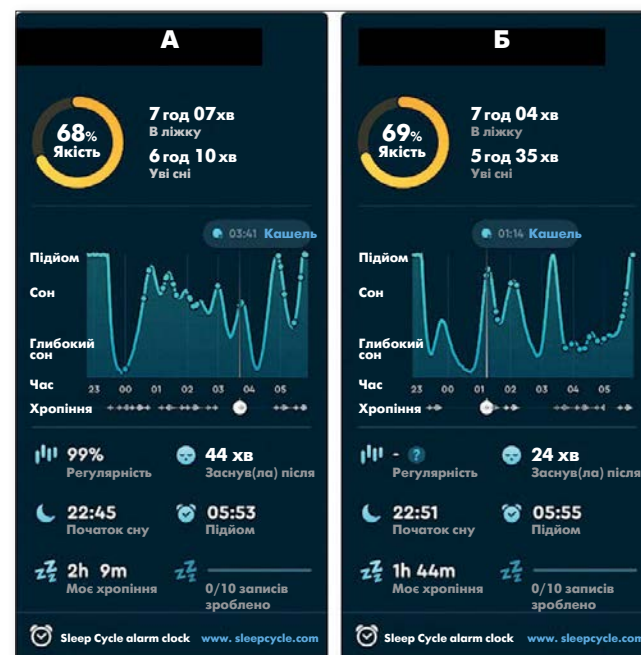 А
68%
Якість
7 год 07 хв
В ліжку
6 год 10 хв
Уві сні
03:41 Кашель
Підйом
Сон
Глибокий
сон
Час 23 00 01 02 03 04 05
Хропіння
99%
Регулярність
44 хв
Заснув(ла) після
22:45
Початок сну
05:53
Підйом
2h 9m
Моє хропіння
0/10 записів
зроблено
Sleep Cycle alarm clock www. sleepcycle.com
Б
69%
Якість
7 год 04 хв
В ліжку
5 год 35 хв
Уві сні
01:14 Кашель
Підйом
Сон
Глибокий
сон
Час 23 00 01 02 03 04 05
Хропіння
- ?
Регулярність
24 хв
Заснув(ла) після
22:51
Початок сну
05:55
Підйом
1h 44m
Моє хропіння
0/10 записів
зроблено
Sleep Cycle alarm clock www. sleepcycle.com